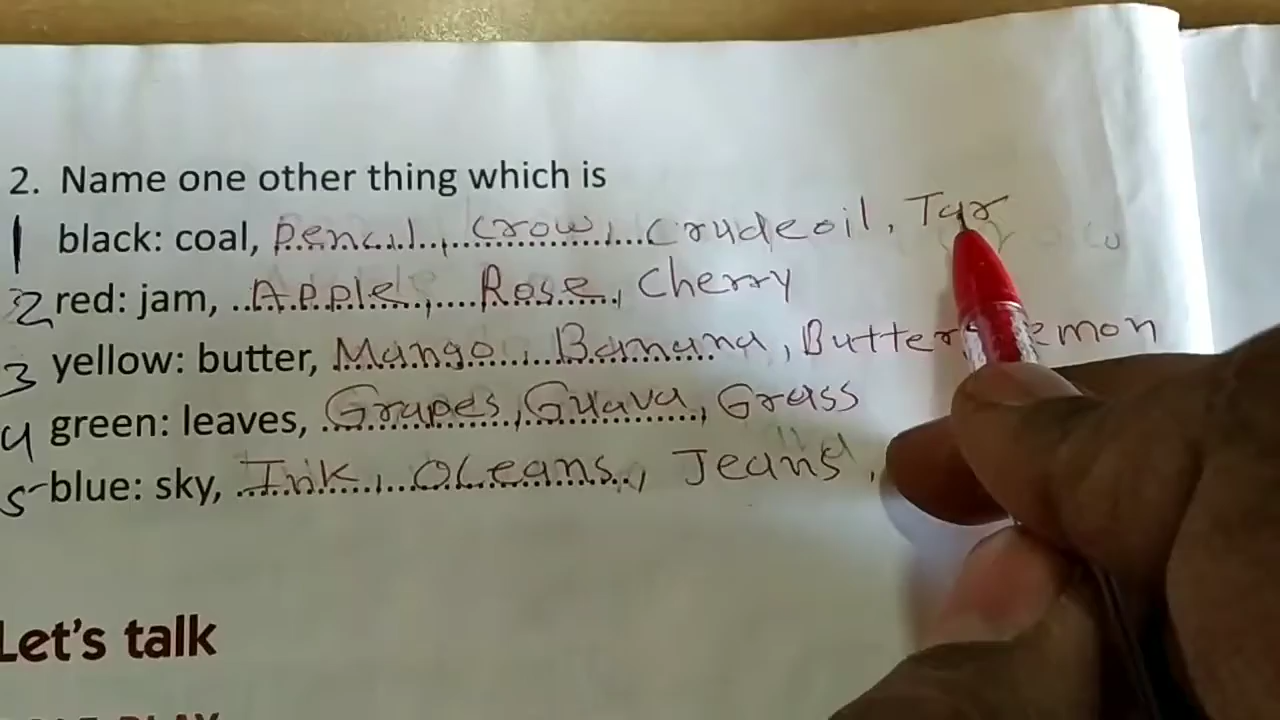 2. Name one other thing which is
1 black: coal, Pencil, Crow, Crudeoil, Tar
2 red: jam, Apple, Rose, Cherry
3 yellow: butter, Mango Banana, Butter emon
4 green: leaves, Grapes, Guava, Grass
5 blue: sky, Ink, Oceans, Jeans,
Let's talk